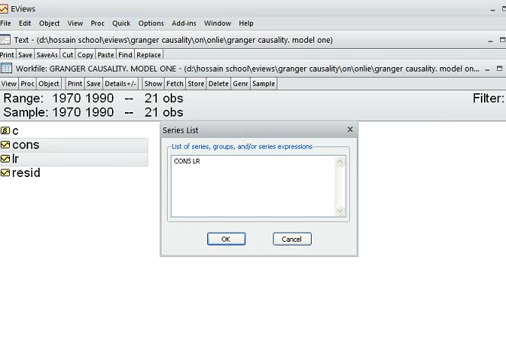 EViews
File Edit Object View Proc Quick Options Add-ins Window Help
Text - (d:\hossain school\eviews\granger causality\on\onlie\granger causality. model one)
Print Save SaveAs Cut Copy Paste Find Replace
Workfile: GRANGER CAUSALITY. MODEL ONE - (d:\hossain school\eviews\granger causality\on\onlie\granger causality. model on...
View Proc Object Print Save Details+/- Show Fetch Store Delete Genr Sample
Range: 1970 1990 -- 21 obs Filter:
Sample: 1970 1990 -- 21 obs
c
cons
lr
resid
Series List
List of series, groups, and/or series expressions
CONS LR
OK Cancel